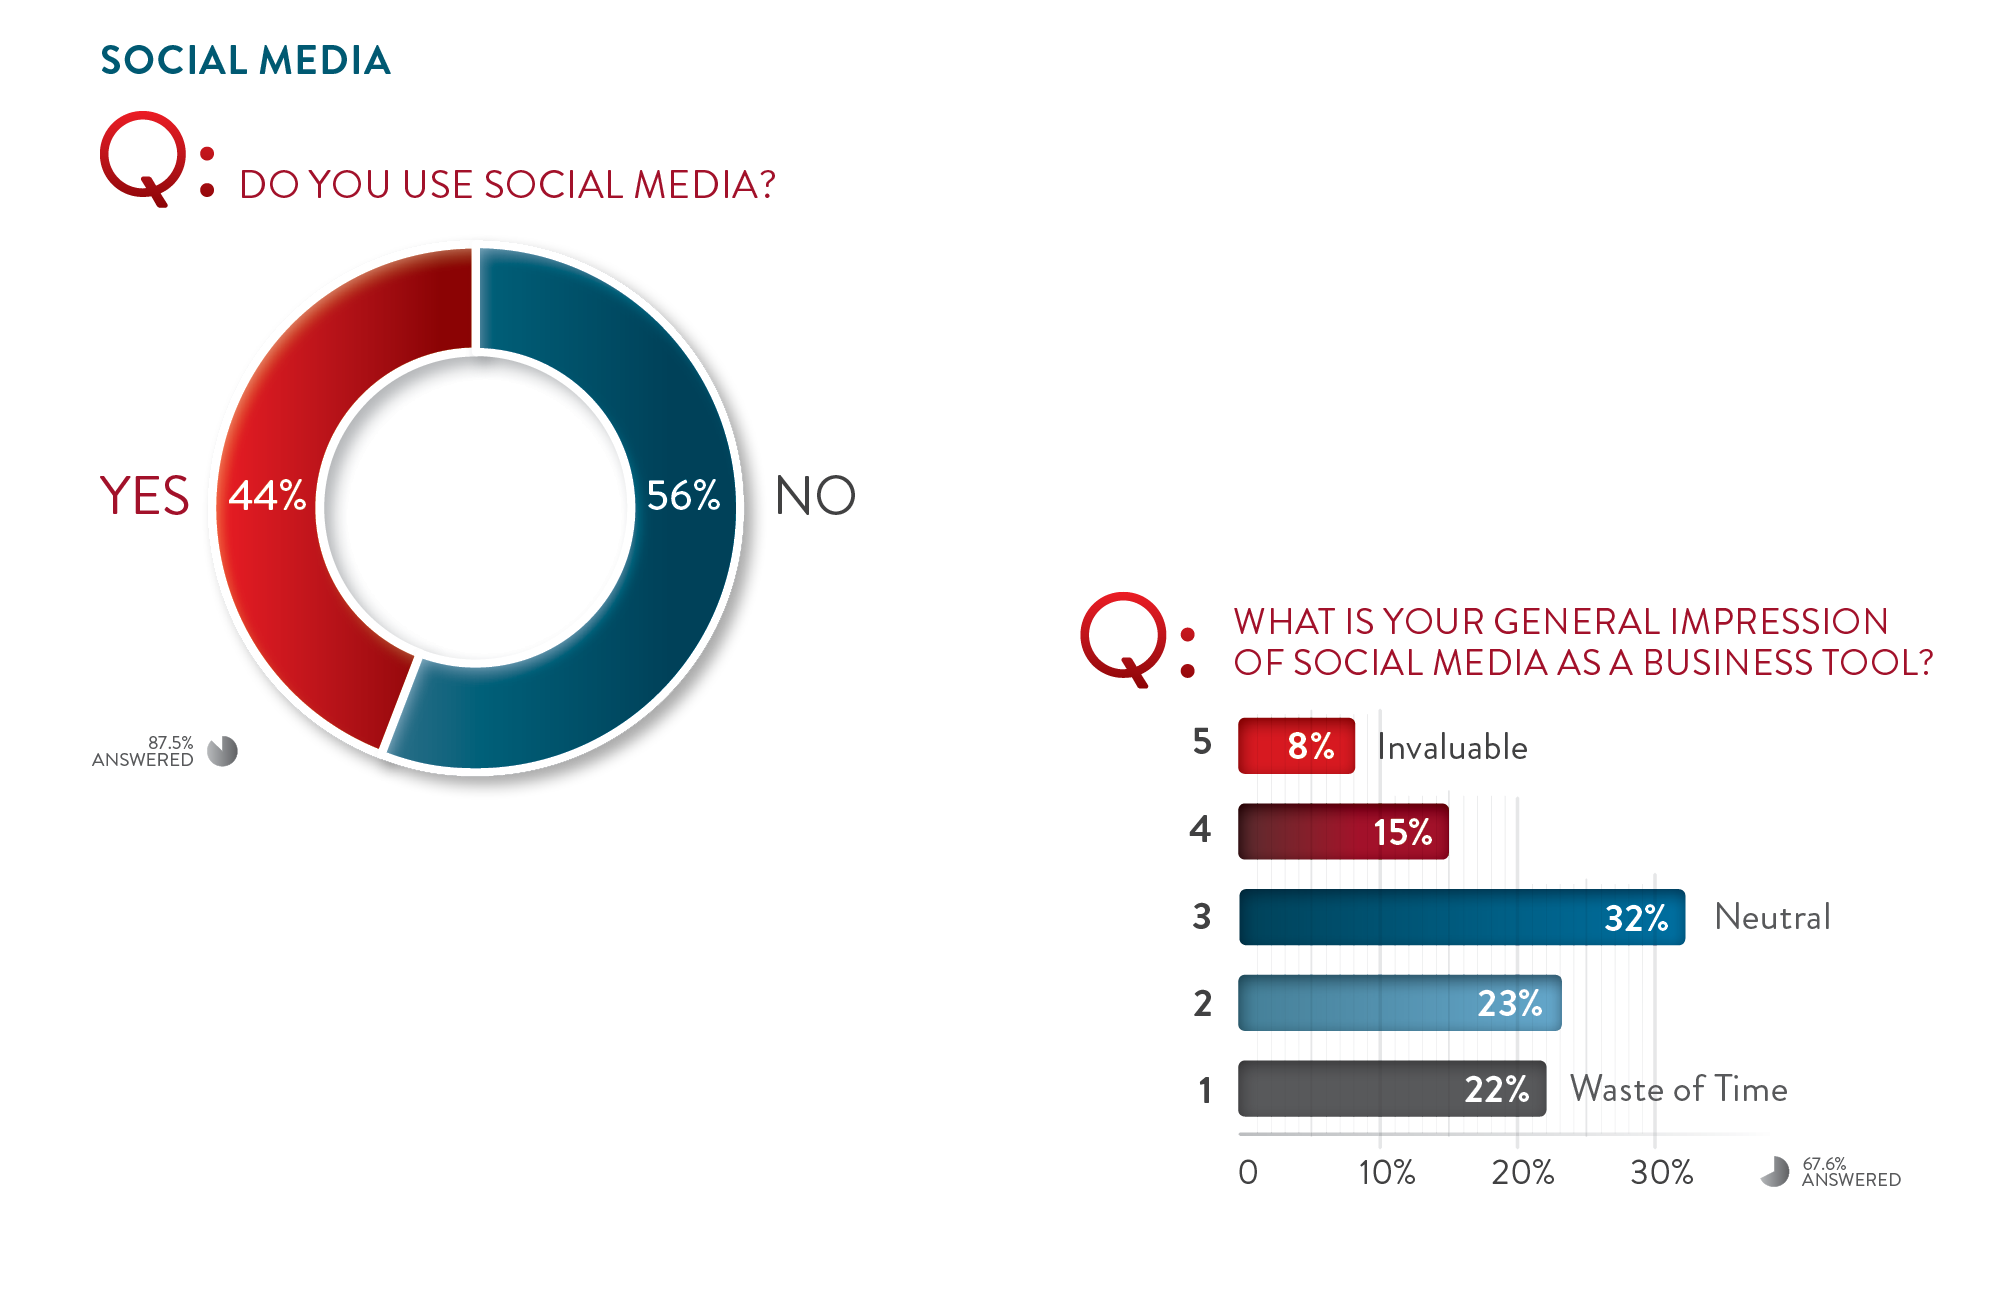 SOCIAL MEDIA
Q: DO YOU USE SOCIAL MEDIA?
YES 44% 56% NO
87.5%
ANSWERED
Q: WHAT IS YOUR GENERAL IMPRESSION
OF SOCIAL MEDIA AS A BUSINESS TOOL?
5 8% Invaluable
4 15%
3 32% Neutral
2 23%
1 22% Waste of Time
0 10% 20% 30%
67.6%
ANSWERED